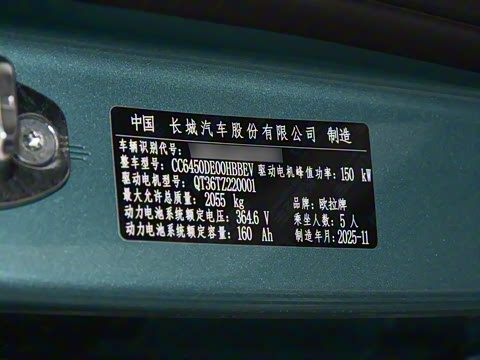 中国 长城汽车股份有限公司 制造
车辆识别代号:
整车型号: CC6450DE00HBBEV 驱动电机峰值功率: 150 kW
驱动电机型号: QT36TZ220001
最大允许总质量: 2055 kg 品牌: 欧拉牌
动力电池系统额定电压: 364.6 V 乘坐人数: 5 人
动力电池系统额定容量: 160 Ah 制造年月: 2025-11